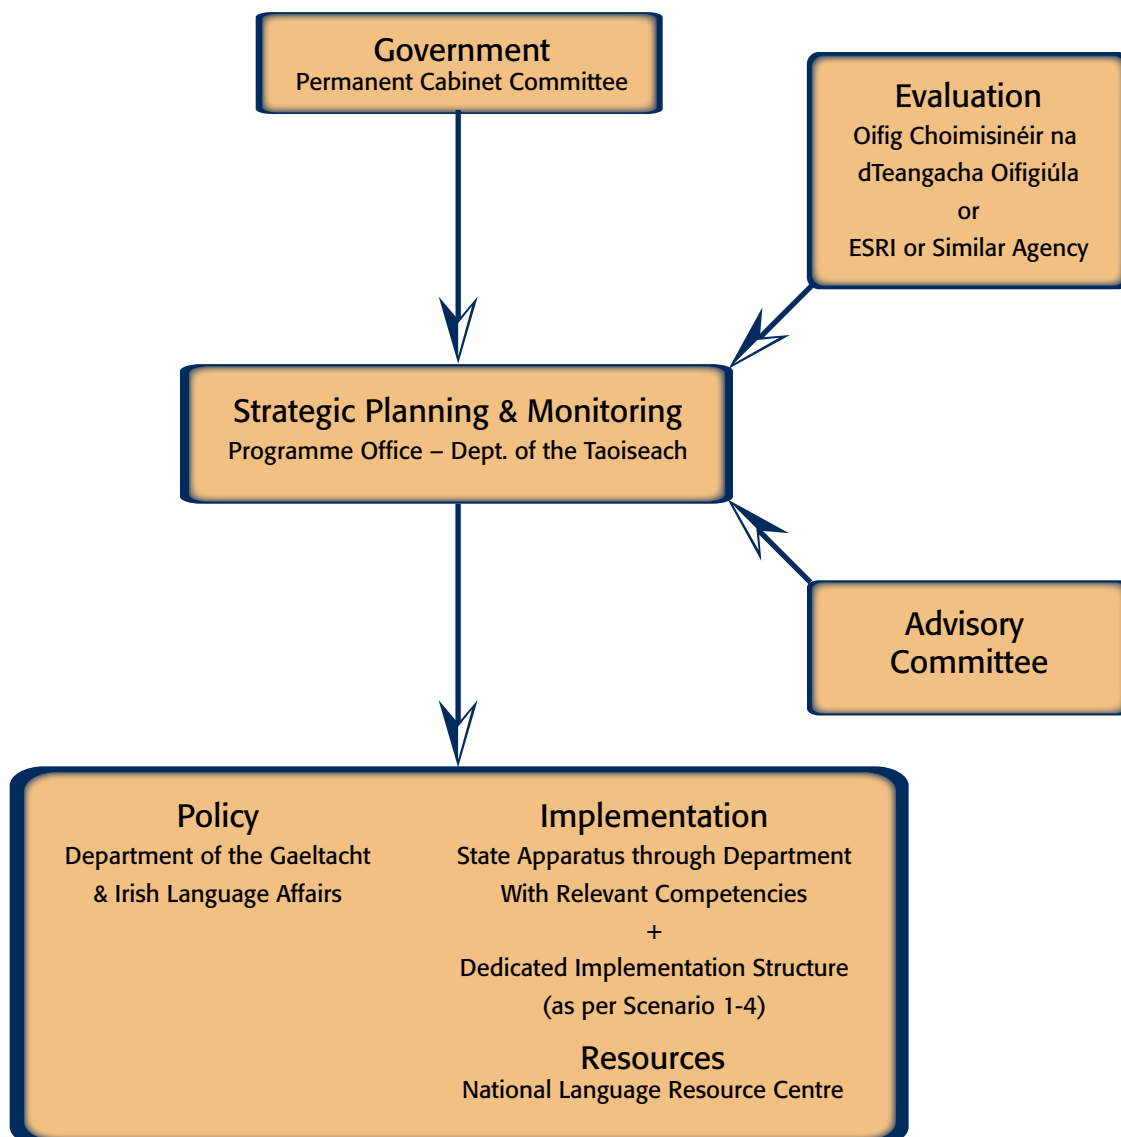 Government
Permanent Cabinet Committee
Evaluation
Oifig Choimisinéir na
dTeangacha Oifigiúla
or
ESRI or Similar Agency
Strategic Planning & Monitoring
Programme Office – Dept. of the Taoiseach
Advisory
Committee
Policy
Department of the Gaeltacht
& Irish Language Affairs
Implementation
State Apparatus through Department
With Relevant Competencies
+
Dedicated Implementation Structure
(as per Scenario 1-4)
Resources
National Language Resource Centre